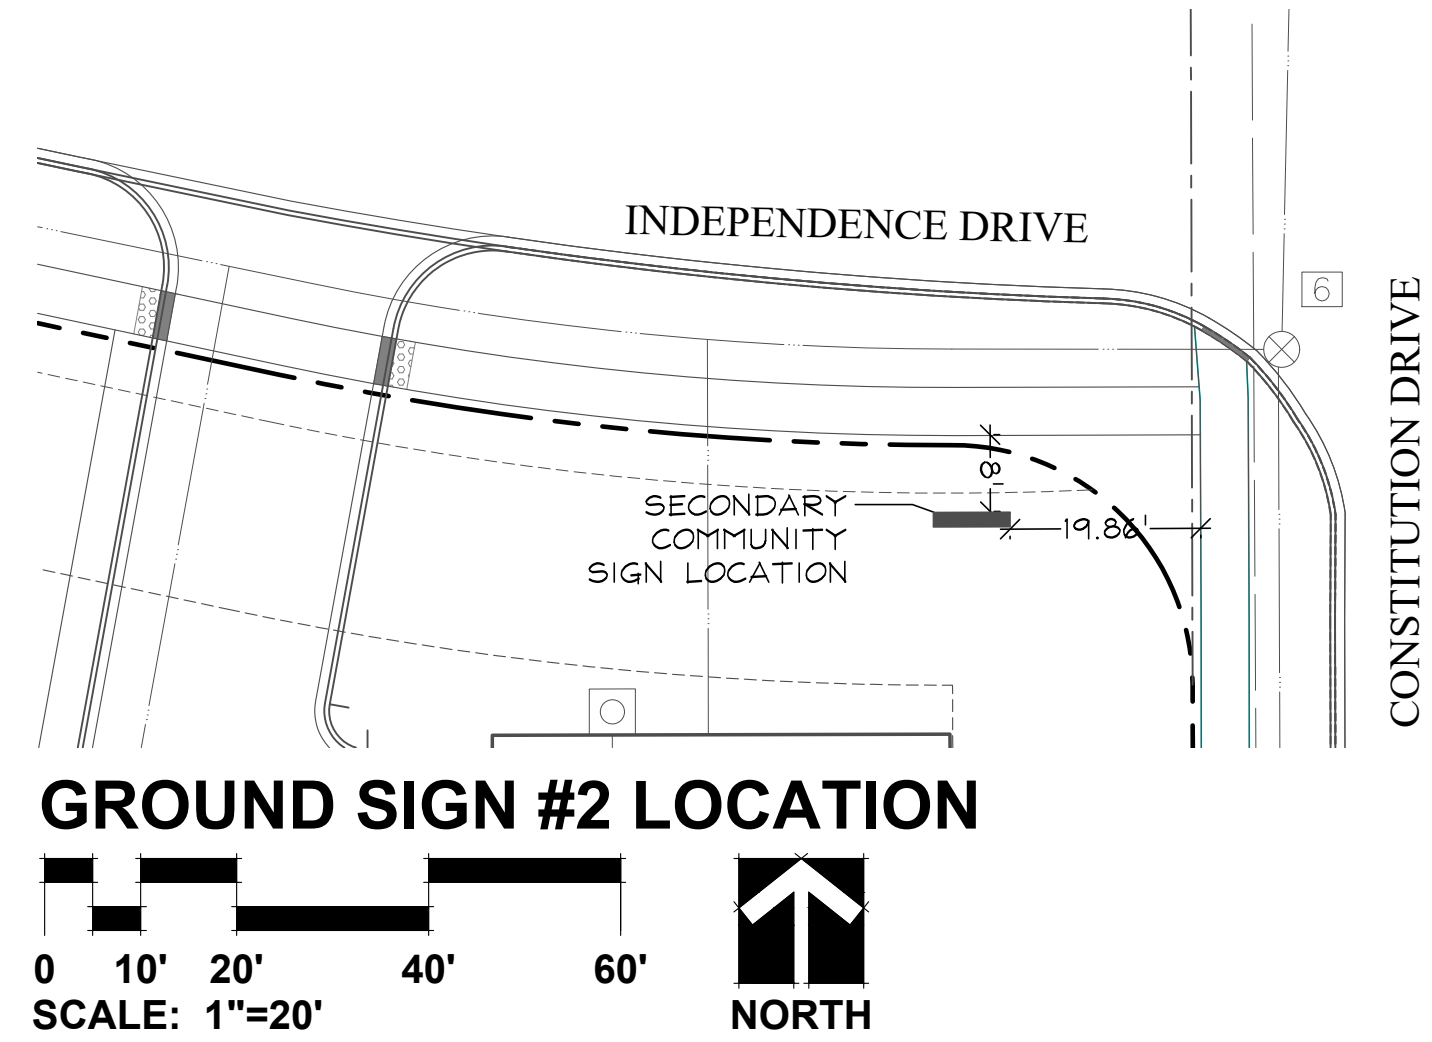 INDEPENDENCE DRIVE
6
CONSTITUTION DRIVE
8'
SECONDARY
COMMUNITY
SIGN LOCATION
19.86'
GROUND SIGN #2 LOCATION
0 10' 20' 40' 60'
SCALE: 1"=20'
NORTH